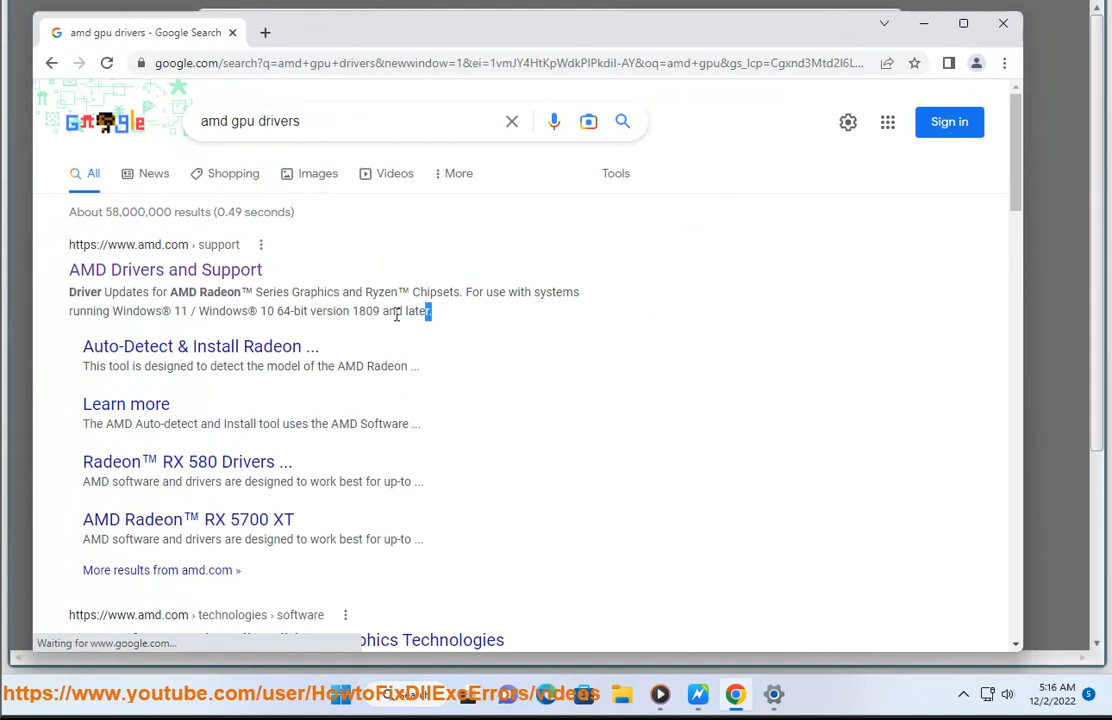 amd gpu drivers - Google Search
google.com/search?q=amd+gpu+drivers&newwindow=1&ei=1vmJY4HtKpWdkPIPkdiI-AY&oq=amd+gpu&gs_lcp=Cgxnd3Mtd2l6L...
amd gpu drivers
Sign in
All News Shopping Images Videos More Tools
About 58,000,000 results (0.49 seconds)
https://www.amd.com › support
AMD Drivers and Support
Driver Updates for AMD Radeon™ Series Graphics and Ryzen™ Chipsets. For use with systems
running Windows® 11 / Windows® 10 64-bit version 1809 and later.
Auto-Detect & Install Radeon ...
This tool is designed to detect the model of the AMD Radeon ...
Learn more
The AMD Auto-detect and Install tool uses the AMD Software ...
Radeon™ RX 580 Drivers ...
AMD software and drivers are designed to work best for up-to ...
AMD Radeon™ RX 5700 XT
AMD software and drivers are designed to work best for up-to ...
More results from amd.com »
https://www.amd.com › technologies › software
Graphics Technologies
Waiting for www.google.com...
https://www.youtube.com/user/HowtoFixDllExeErrors/videos
5:16 AM
12/2/2022
5